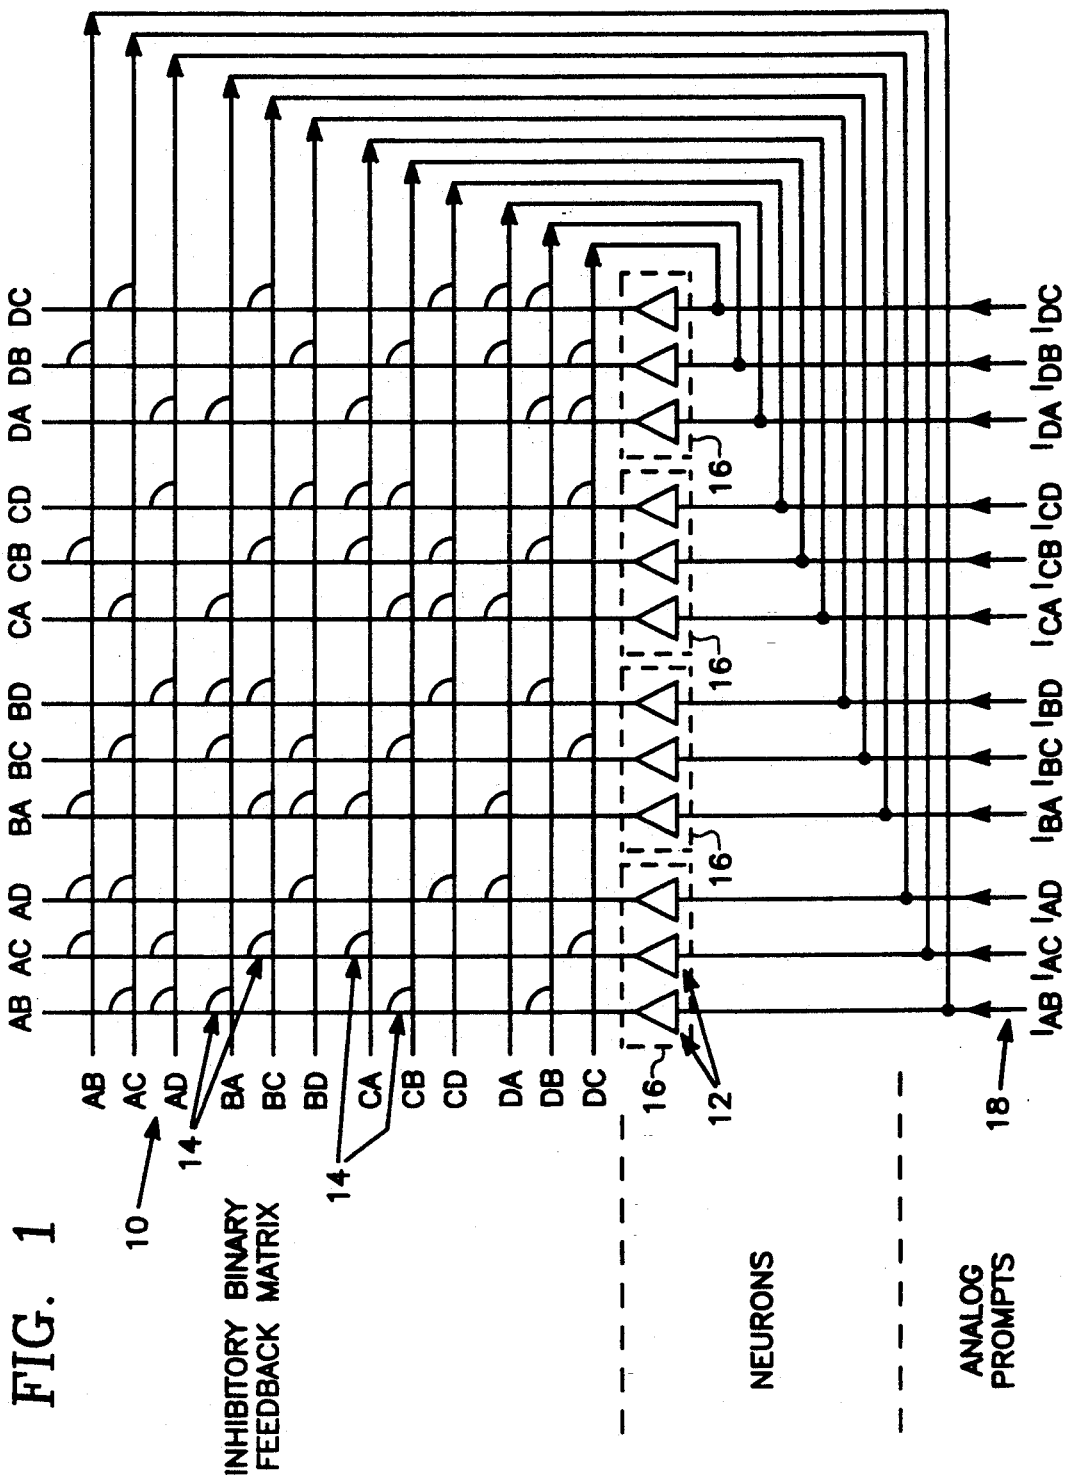 FIG. 1
AB AC AD BA BC BD CA CB CD DA DB DC
AB
AC
AD
BA
BC
BD
CA
CB
CD
DA
DB
DC
10
14
14
INHIBITORY BINARY
FEEDBACK MATRIX
16
16
16
16
12
NEURONS
ANALOG
PROMPTS
18
IAB IAC IAD IBA IBC IBD ICA ICB ICD IDA IDB IDC